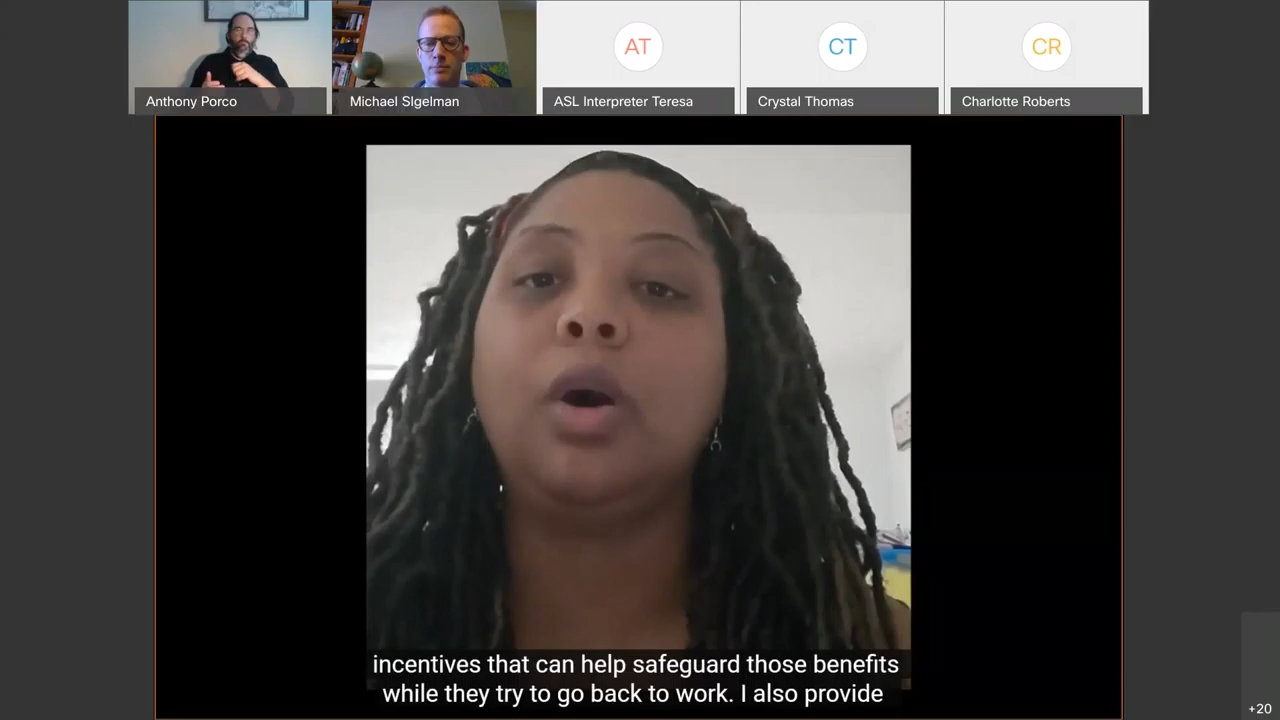 AT
CT
CR
Anthony Porco
Michael SIgelman
ASL Interpreter Teresa
Crystal Thomas
Charlotte Roberts
incentives that can help safeguard those benefits
while they try to go back to work. I also provide
+20